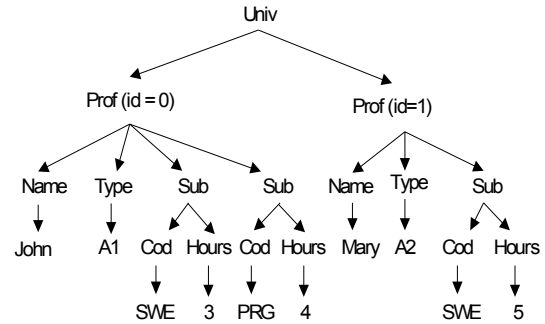 Univ
Prof (id = 0) Prof (id=1)
Name Type Sub Sub Name Type Sub
John A1 Cod Hours Cod Hours Mary A2 Cod Hours
SWE 3 PRG 4 SWE 5